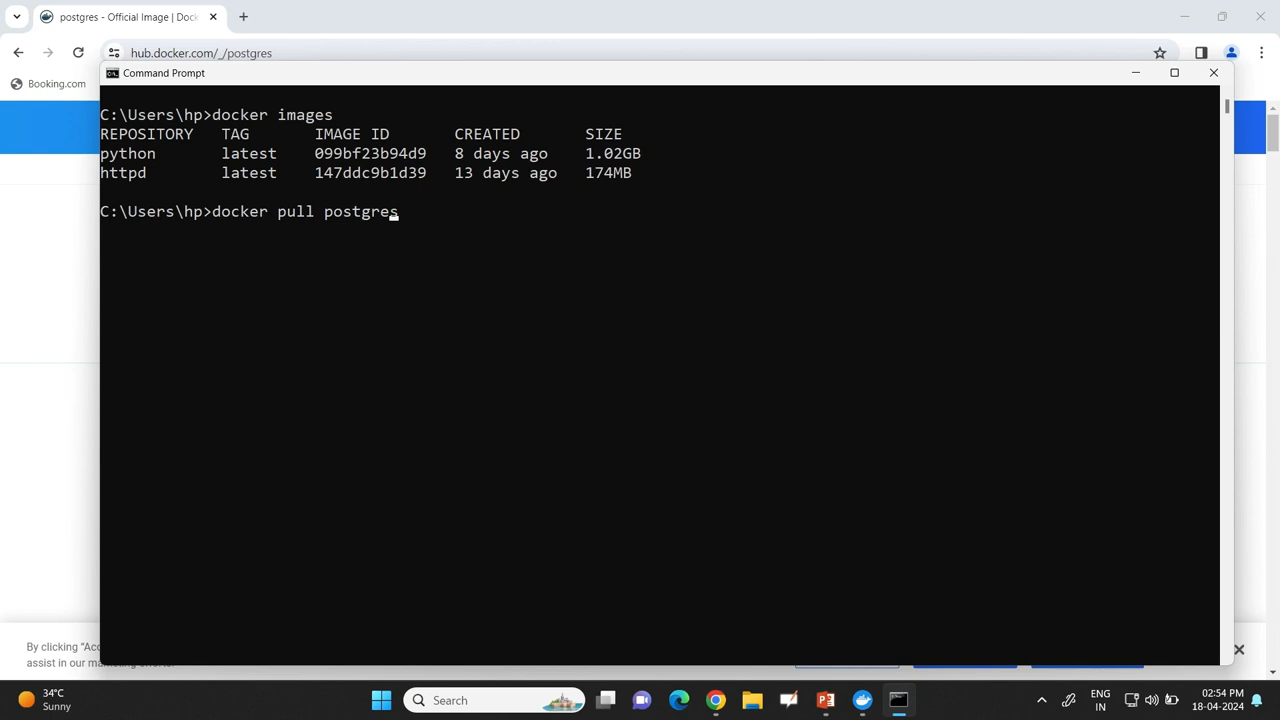 postgres - Official Image | Dock
hub.docker.com/_/postgres
Booking.com
Command Prompt
C:\Users\hp>docker images
REPOSITORY TAG IMAGE ID CREATED SIZE
python latest 099bf23b94d9 8 days ago 1.02GB
httpd latest 147ddc9b1d39 13 days ago 174MB
C:\Users\hp>docker pull postgres
By clicking "Acc
assist in our marketing efforts.
34°C
Sunny
Search
ENG
IN
02:54 PM
18-04-2024